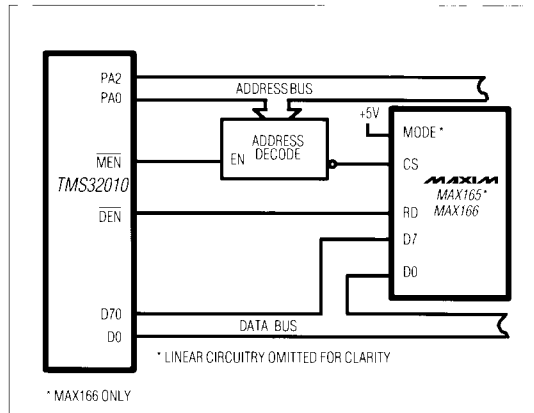 PA2
PA0
ADDRESS BUS
+5V
MODE *
ADDRESS
DECODE
EN
CS
MEN
TMS32010
MAXIM
MAX165*
MAX166
DEN
RD
D7
D0
D70
D0
DATA BUS
* LINEAR CIRCUITRY OMITTED FOR CLARITY
* MAX166 ONLY